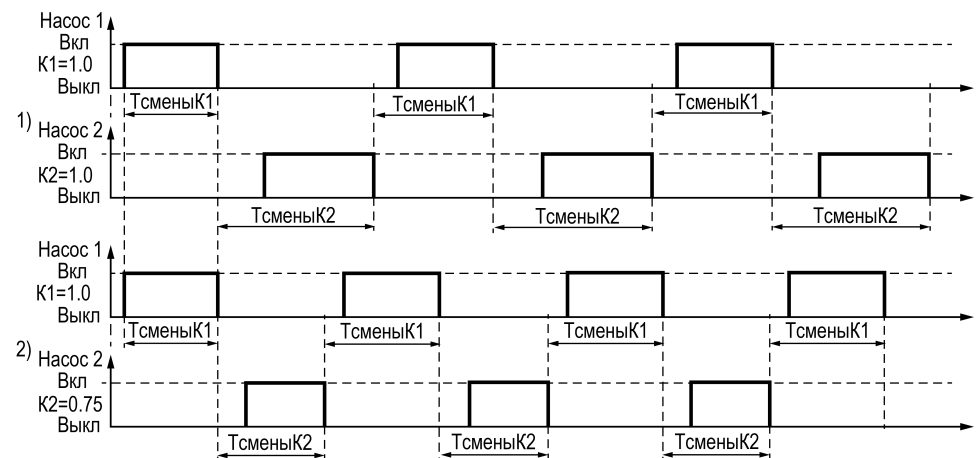 Насос 1
Вкл
К1=1.0
Выкл
ТсменыК1 ТсменыК1 ТсменыК1
1) Насос 2
Вкл
К2=1.0
Выкл
ТсменыК2 ТсменыК2 ТсменыК2
Насос 1
Вкл
К1=1.0
Выкл
ТсменыК1 ТсменыК1 ТсменыК1 ТсменыК1
2) Насос 2
Вкл
К2=0.75
Выкл
ТсменыК2 ТсменыК2 ТсменыК2